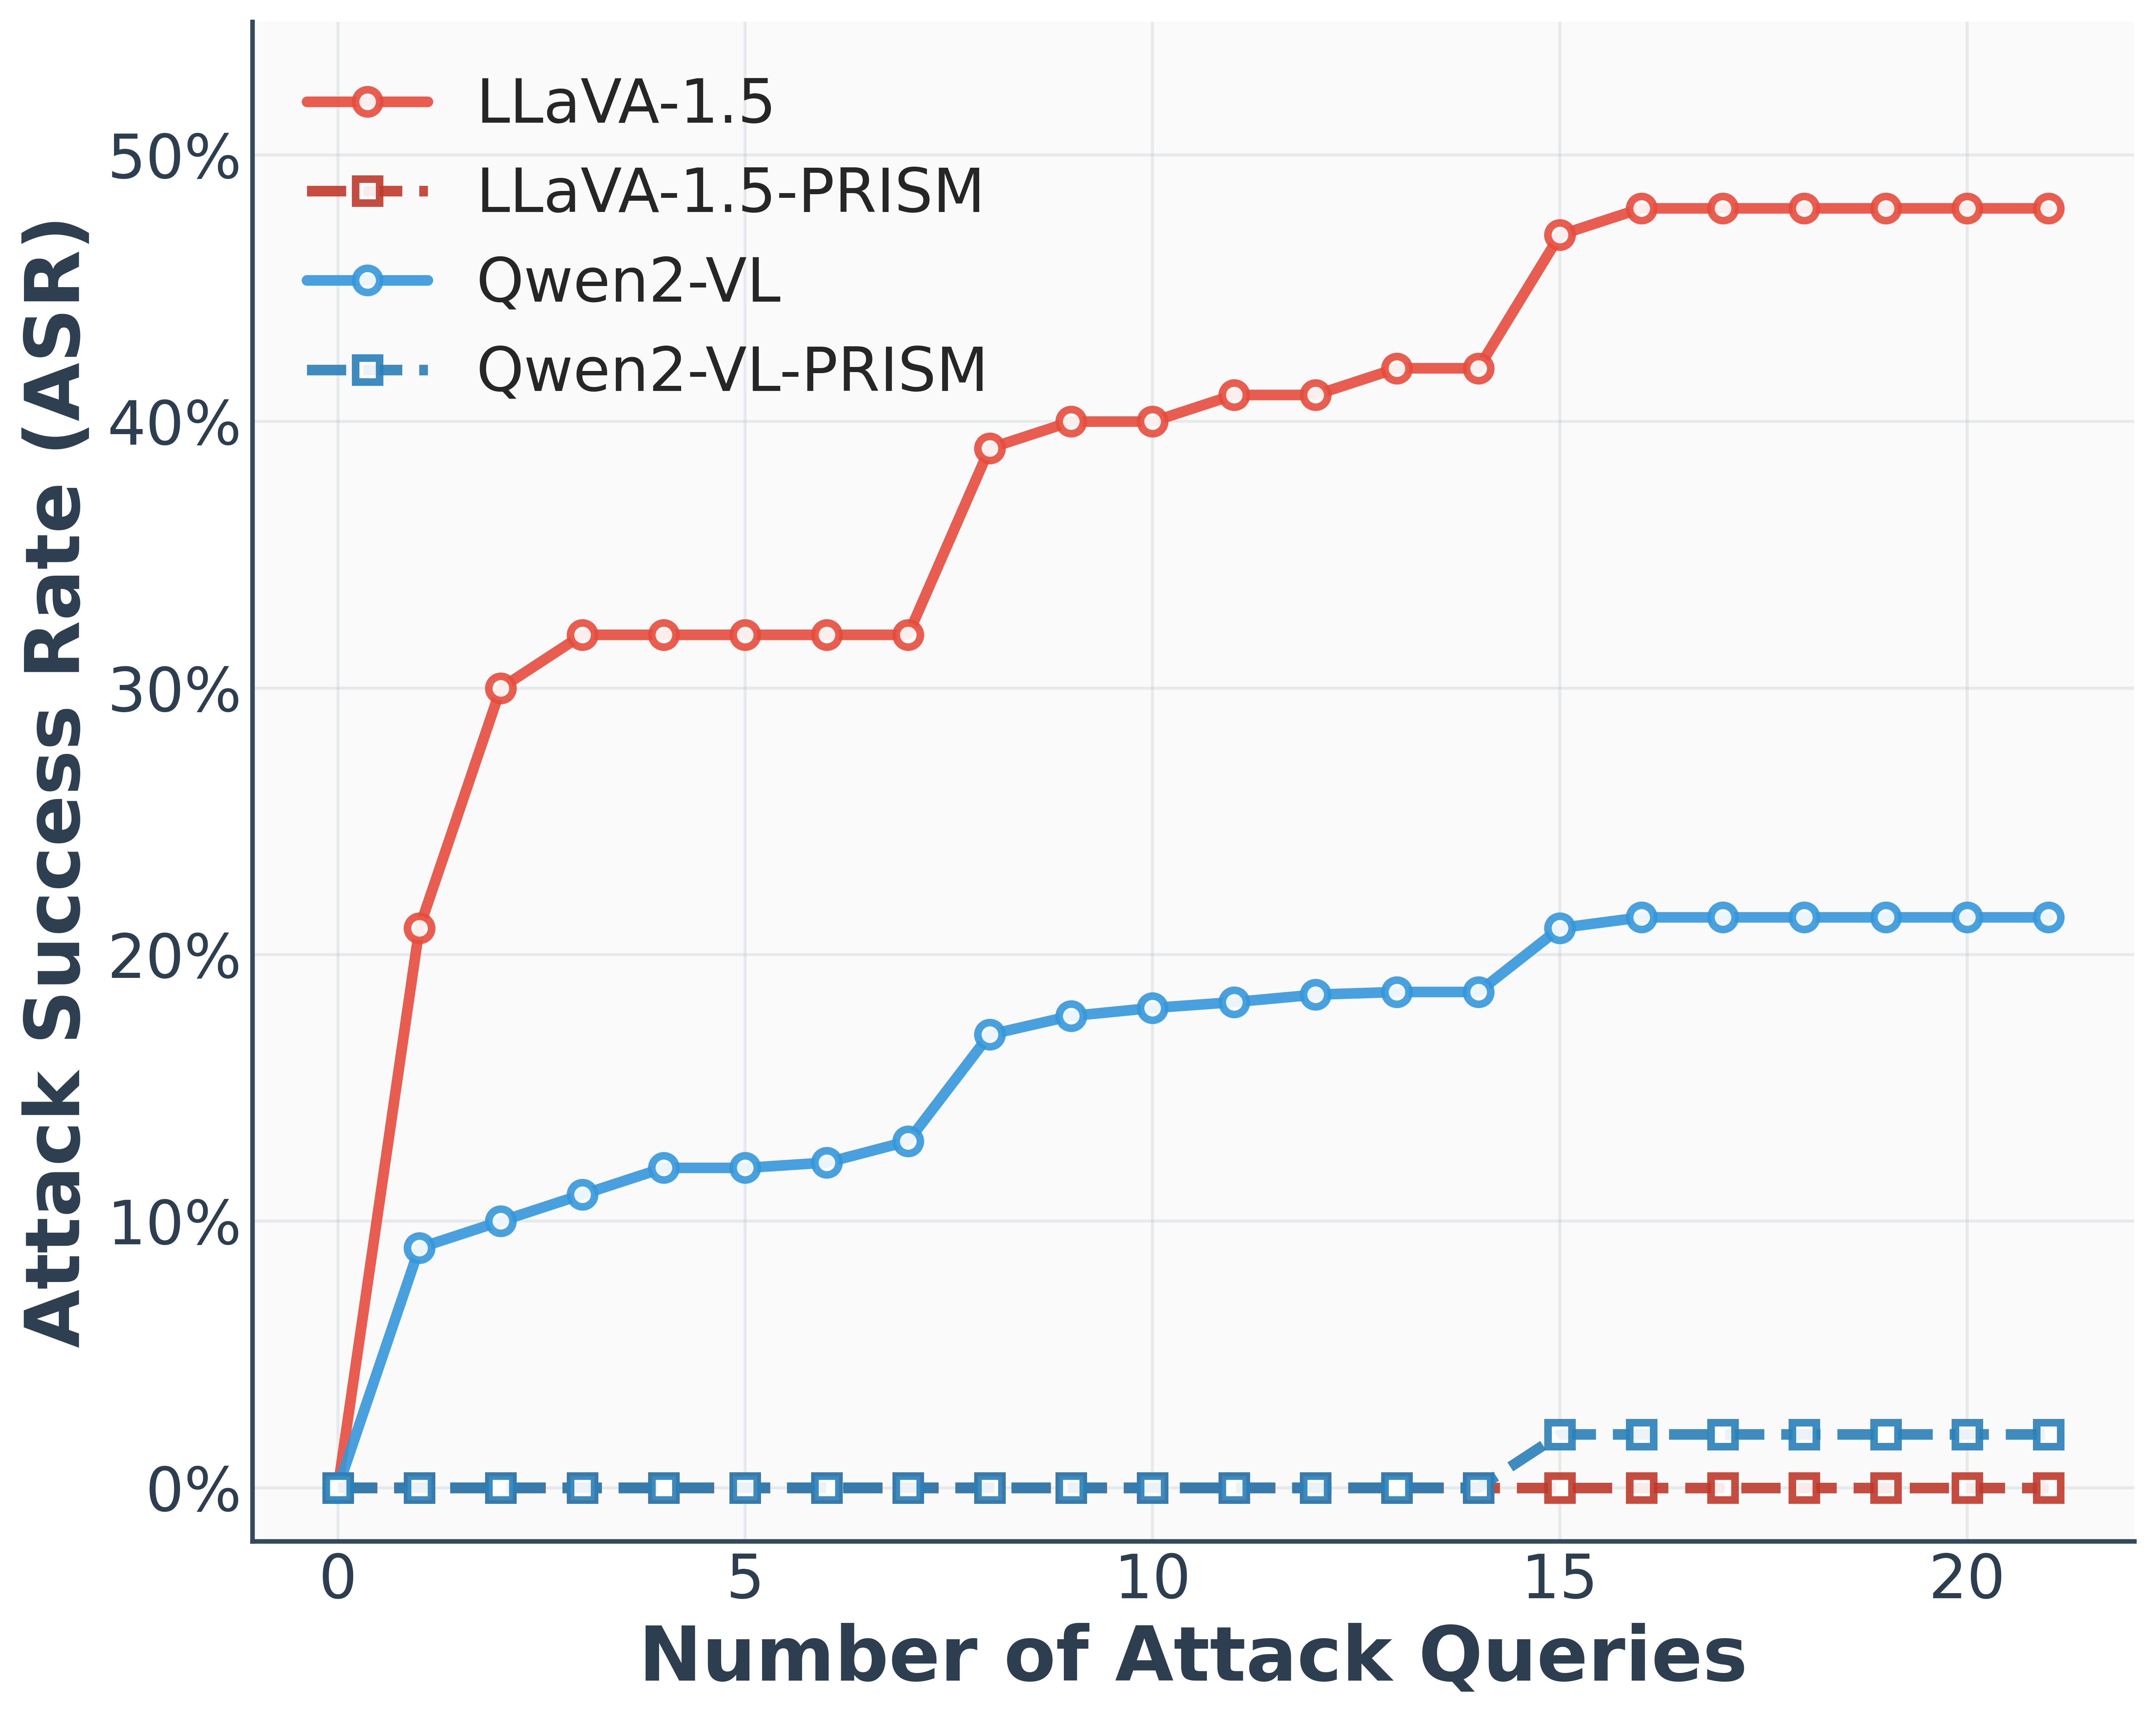 LLaVA-1.5
LLaVA-1.5-PRISM
Qwen2-VL
Qwen2-VL-PRISM
Attack Success Rate (ASR)
50%
40%
30%
20%
10%
0%
0 5 10 15 20
Number of Attack Queries